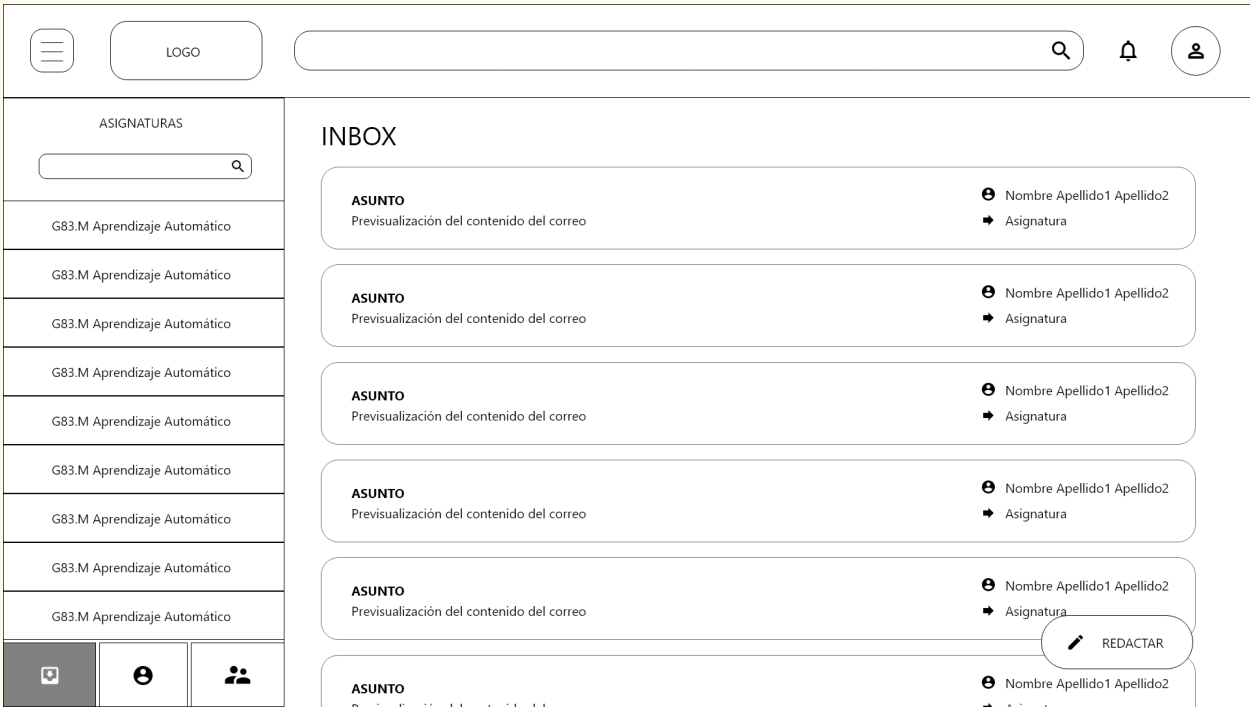 LOGO
ASIGNATURAS
G83.M Aprendizaje Automático
G83.M Aprendizaje Automático
G83.M Aprendizaje Automático
G83.M Aprendizaje Automático
G83.M Aprendizaje Automático
G83.M Aprendizaje Automático
G83.M Aprendizaje Automático
G83.M Aprendizaje Automático
G83.M Aprendizaje Automático
INBOX
ASUNTO
Previsualización del contenido del correo
Nombre Apellido1 Apellido2
Asignatura
ASUNTO
Previsualización del contenido del correo
Nombre Apellido1 Apellido2
Asignatura
ASUNTO
Previsualización del contenido del correo
Nombre Apellido1 Apellido2
Asignatura
ASUNTO
Previsualización del contenido del correo
Nombre Apellido1 Apellido2
Asignatura
ASUNTO
Previsualización del contenido del correo
Nombre Apellido1 Apellido2
Asignatura
REDACTAR
ASUNTO
Nombre Apellido1 Apellido2